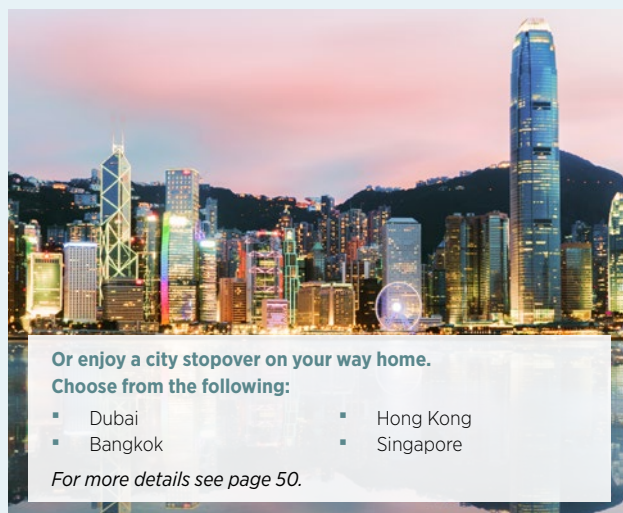 Or enjoy a city stopover on your way home.
Choose from the following:
▪ Dubai
▪ Bangkok
▪ Hong Kong
▪ Singapore
For more details see page 50.